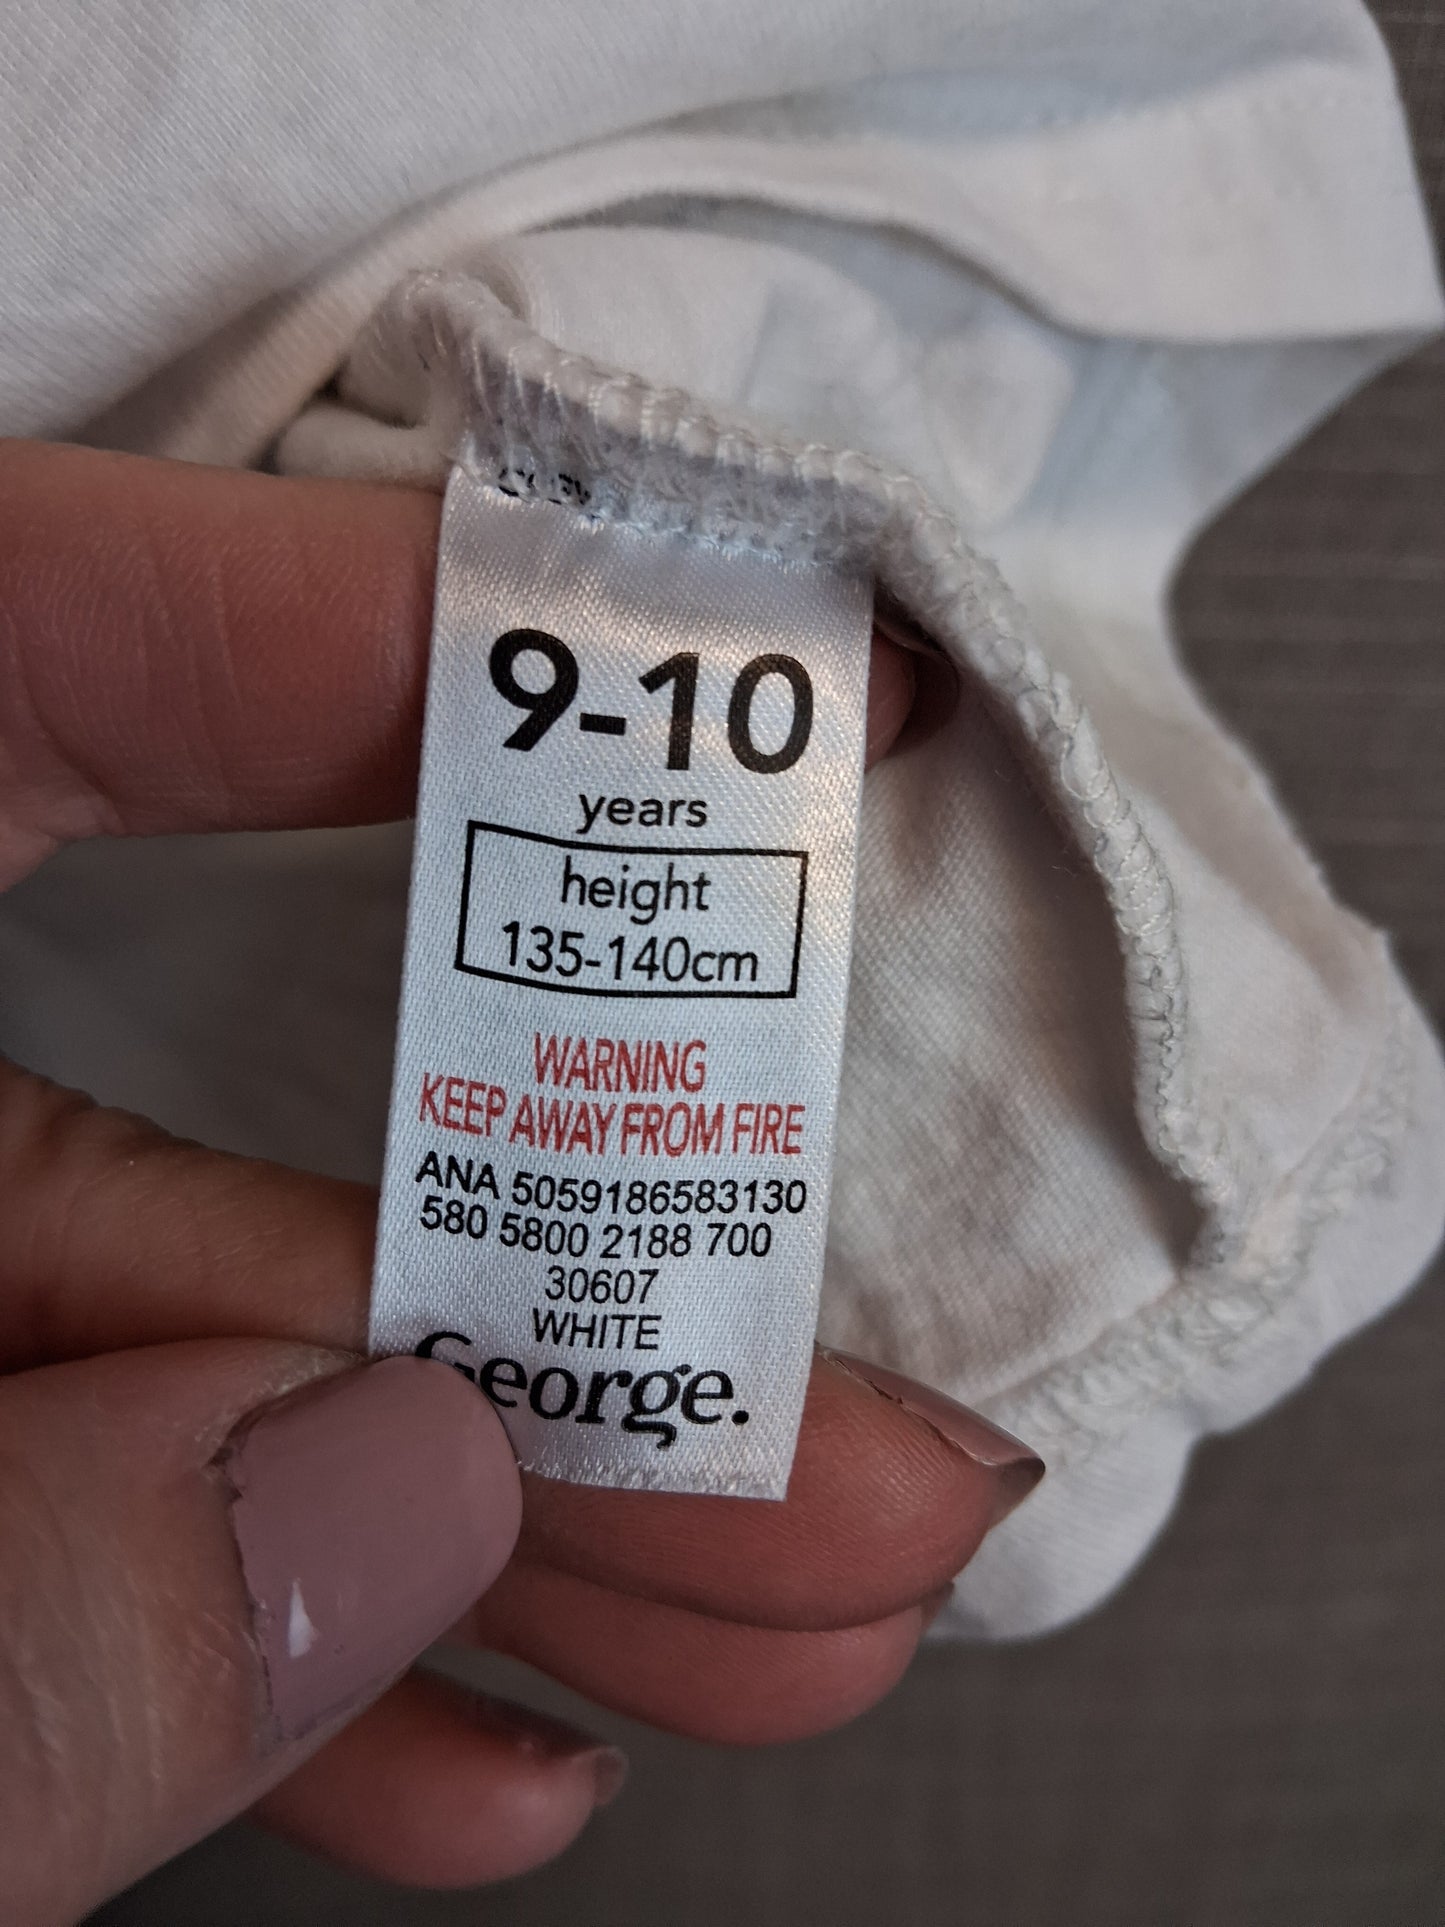 9-10
years
height
135-140cm
WARNING
KEEP AWAY FROM FIRE
ANA 5059186583130
580 5800 2188 700
30607
WHITE
George.